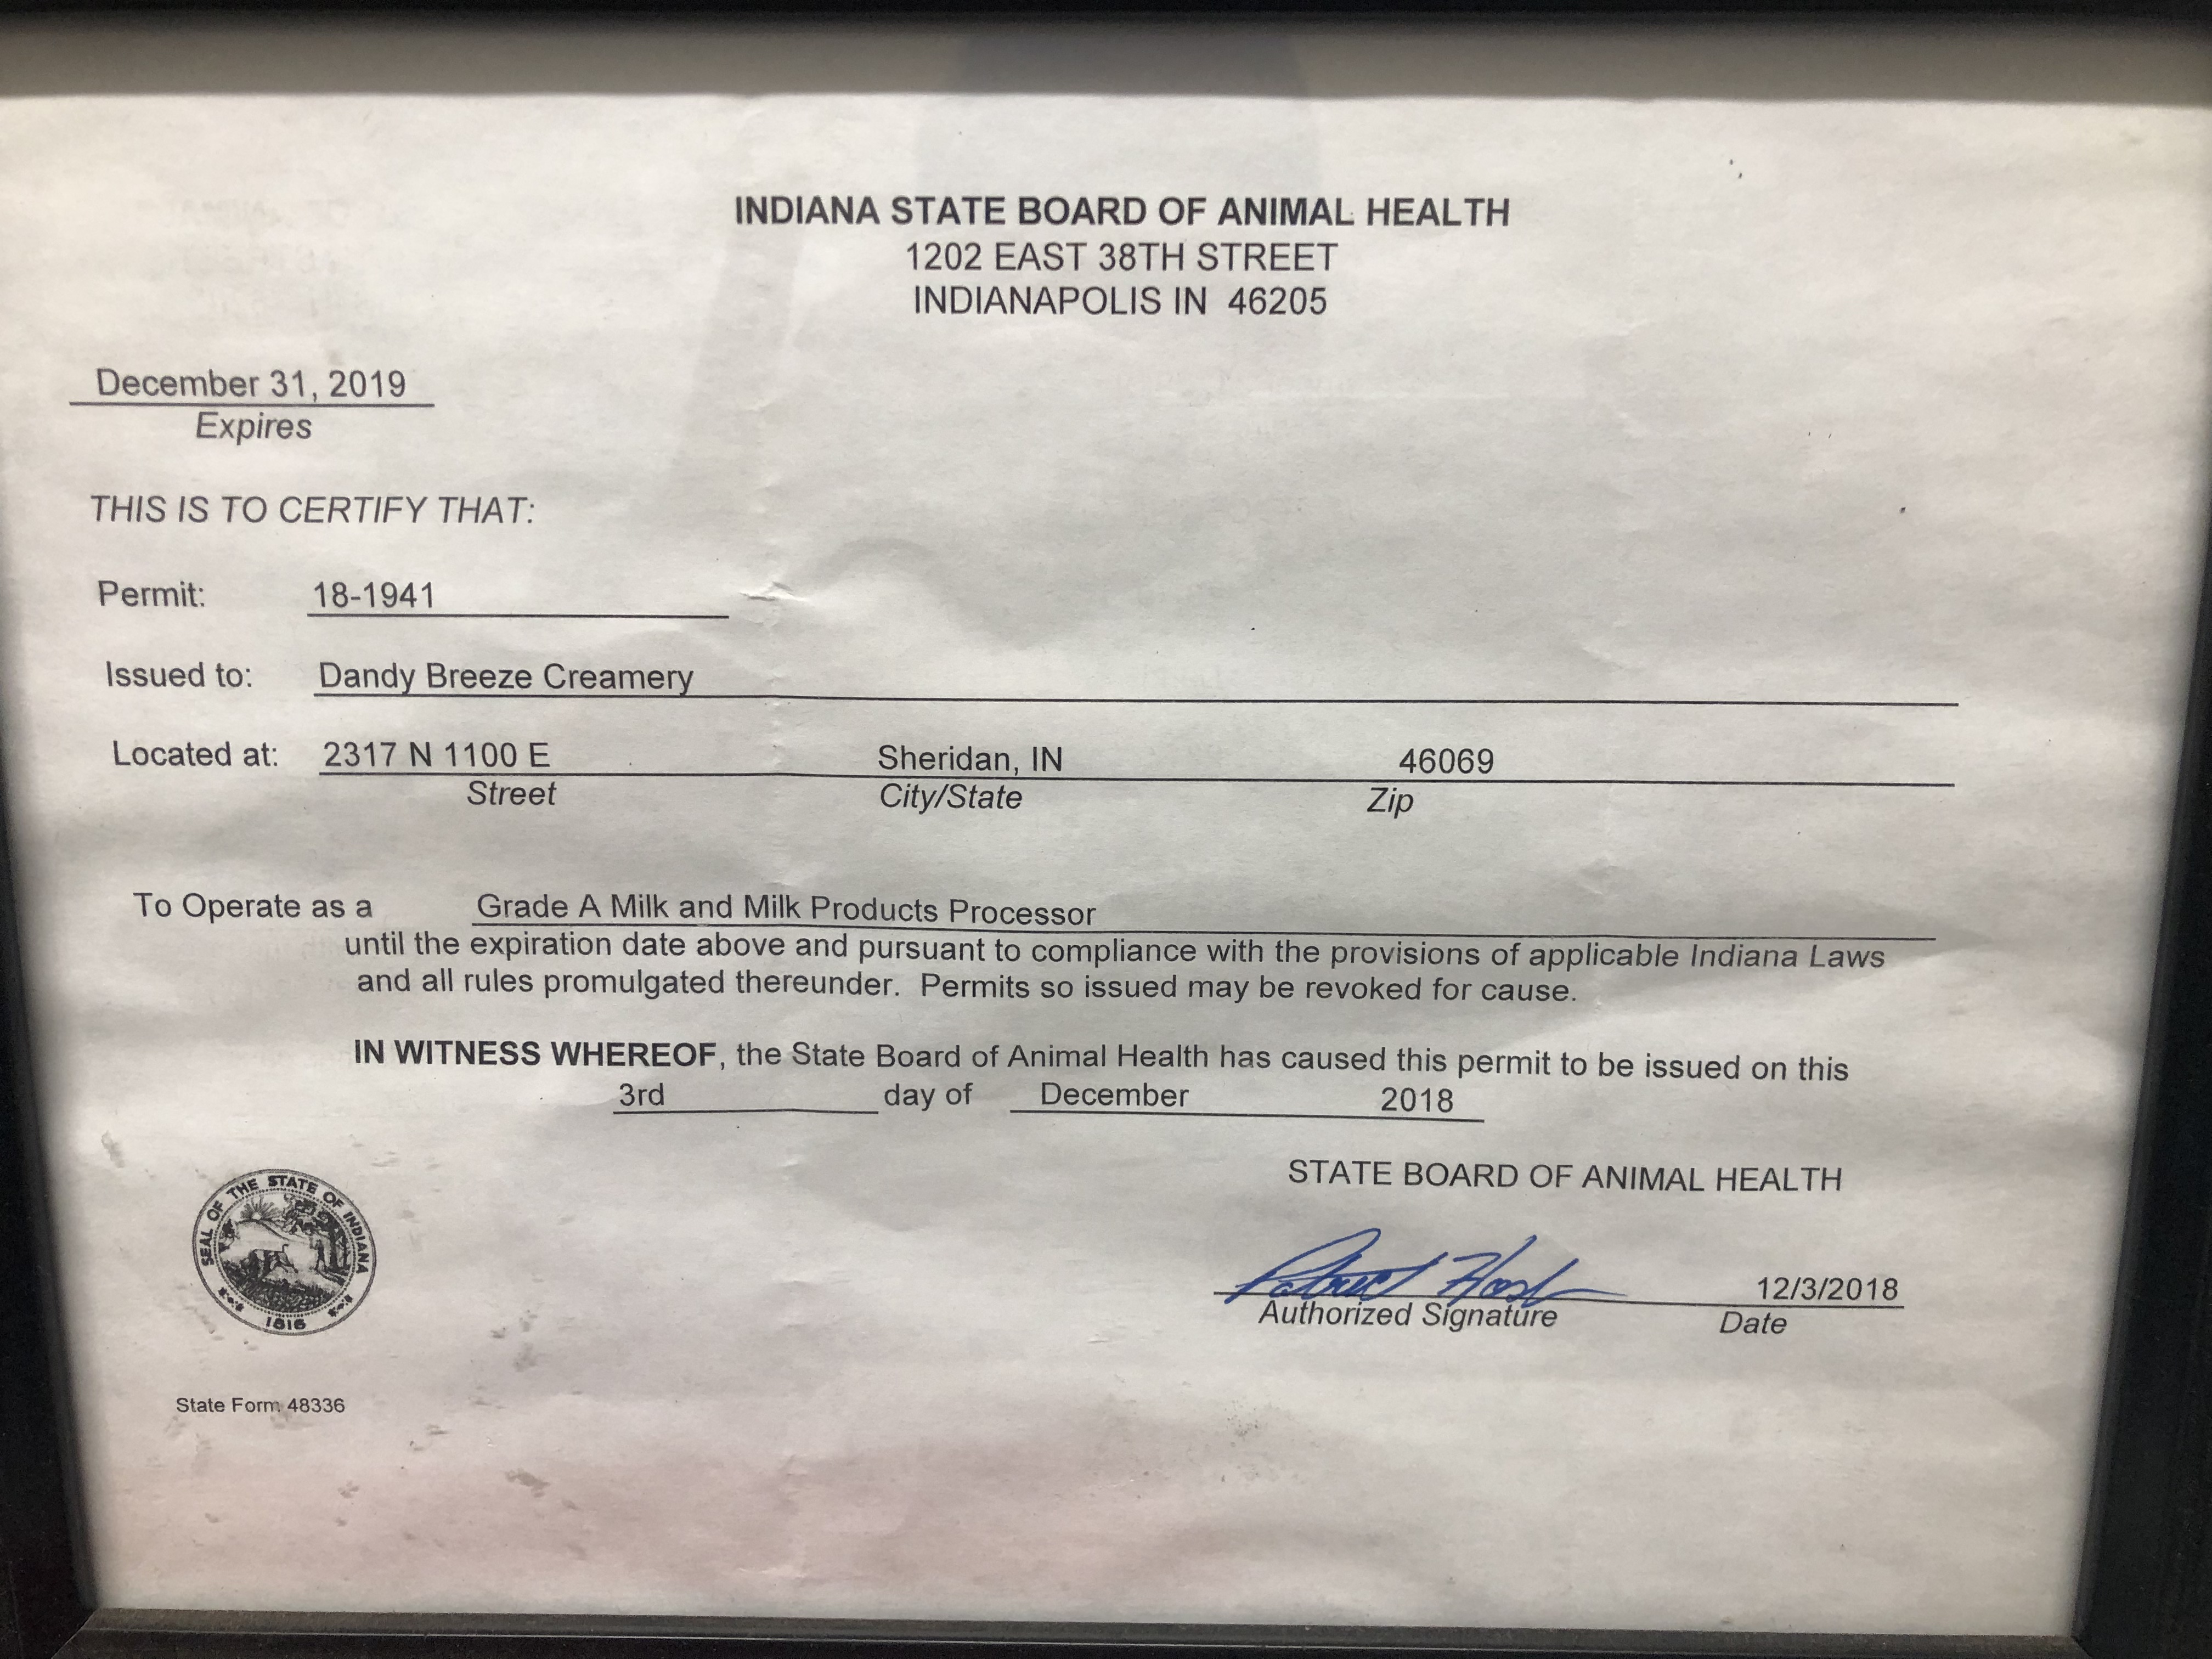 INDIANA STATE BOARD OF ANIMAL HEALTH
1202 EAST 38TH STREET
INDIANAPOLIS IN 46205
December 31, 2019
Expires
THIS IS TO CERTIFY THAT:
Permit: 18-1941
Issued to: Dandy Breeze Creamery
Located at: 2317 N 1100 E Sheridan, IN 46069
Street City/State Zip
To Operate as a Grade A Milk and Milk Products Processor
until the expiration date above and pursuant to compliance with the provisions of applicable Indiana Laws
and all rules promulgated thereunder. Permits so issued may be revoked for cause.
IN WITNESS WHEREOF, the State Board of Animal Health has caused this permit to be issued on this
3rd day of December 2018
STATE BOARD OF ANIMAL HEALTH
SEAL OF THE STATE OF INDIANA
1816
12/3/2018
Authorized Signature Date
State Form 48336